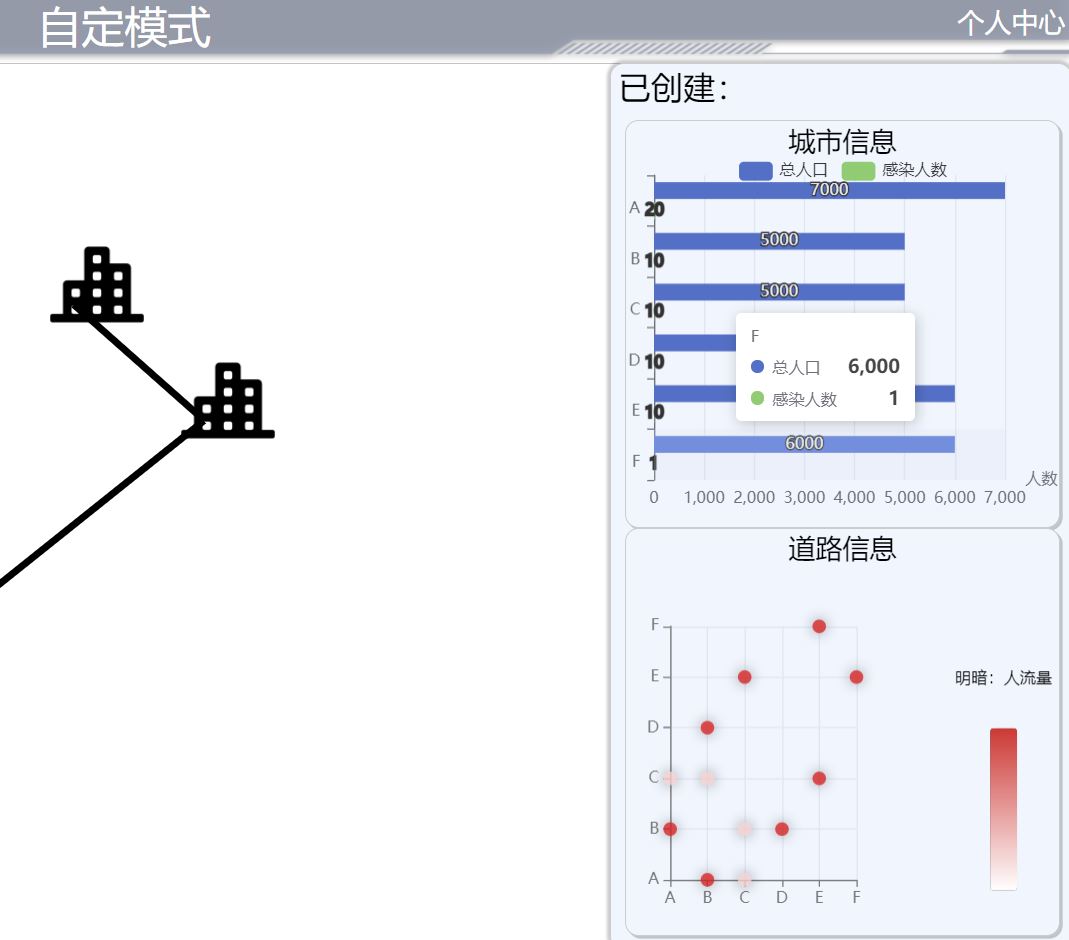 自定模式
个人中心
已创建：
城市信息
总人口 感染人数
7000
A 20
5000
B 10
5000
C 10
F
D 10
总人口 6,000
感染人数 1
E 10
6000
F 1
人数
0 1,000 2,000 3,000 4,000 5,000 6,000 7,000
道路信息
F
E
明暗：人流量
D
C
B
A
A B C D E F